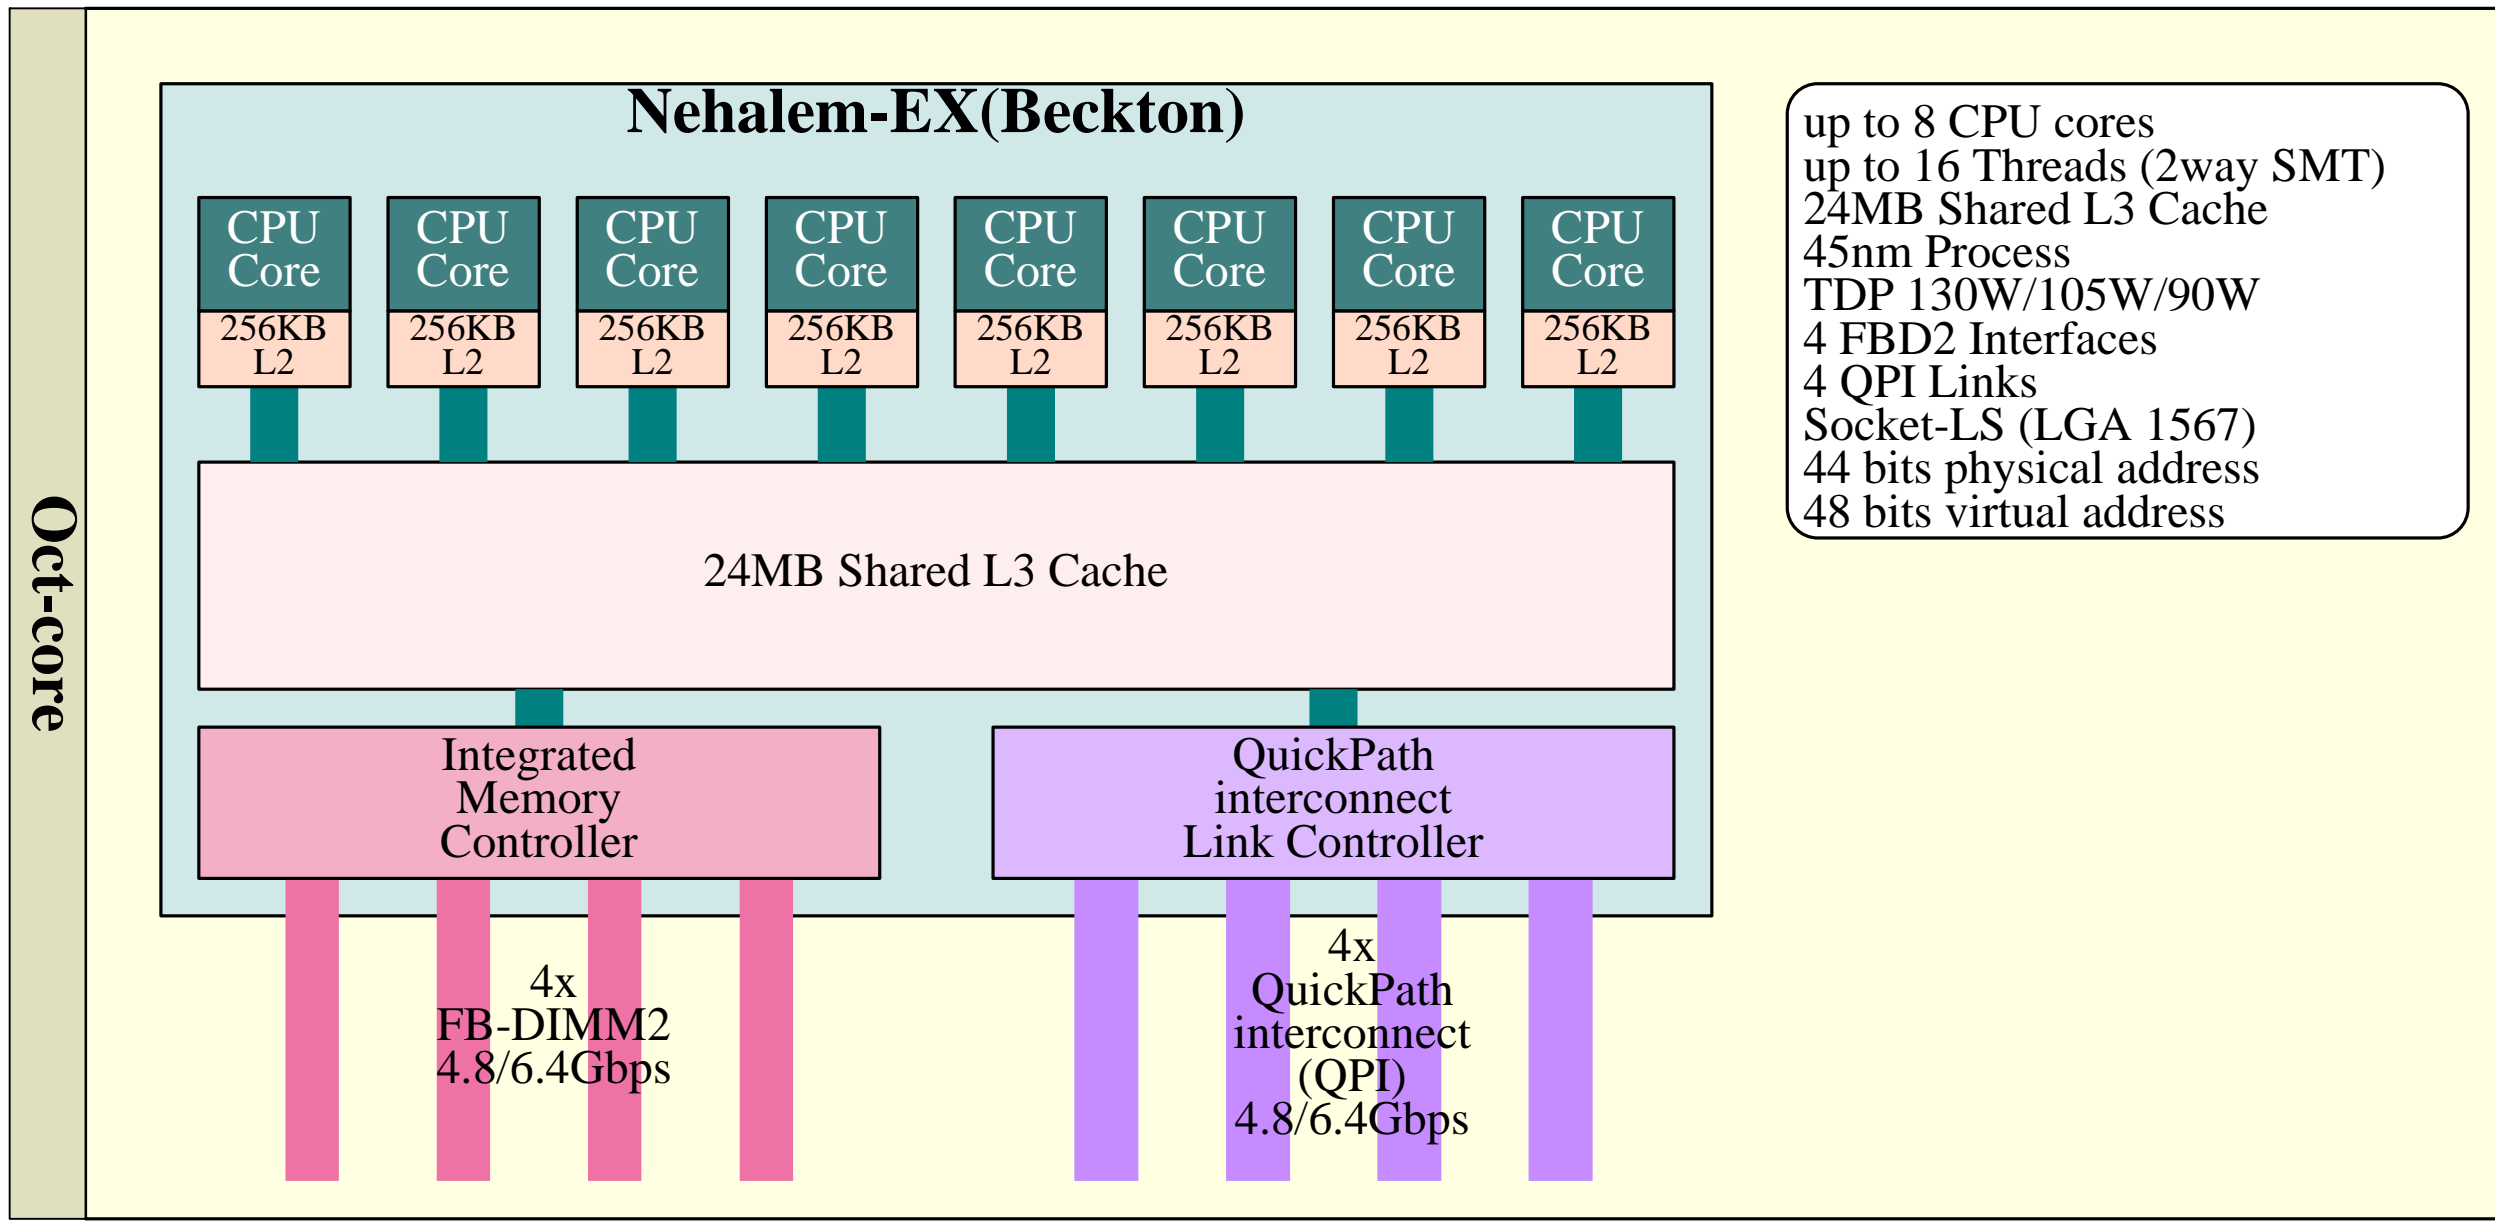 Oct-core
Nehalem-EX(Beckton)
CPU
Core
256KB
L2
CPU
Core
256KB
L2
CPU
Core
256KB
L2
CPU
Core
256KB
L2
CPU
Core
256KB
L2
CPU
Core
256KB
L2
CPU
Core
256KB
L2
CPU
Core
256KB
L2
24MB Shared L3 Cache
Integrated
Memory
Controller
QuickPath
interconnect
Link Controller
4x
FB-DIMM2
4.8/6.4Gbps
4x
QuickPath
interconnect
(QPI)
4.8/6.4Gbps
up to 8 CPU cores
up to 16 Threads (2way SMT)
24MB Shared L3 Cache
45nm Process
TDP 130W/105W/90W
4 FBD2 Interfaces
4 QPI Links
Socket-LS (LGA 1567)
44 bits physical address
48 bits virtual address